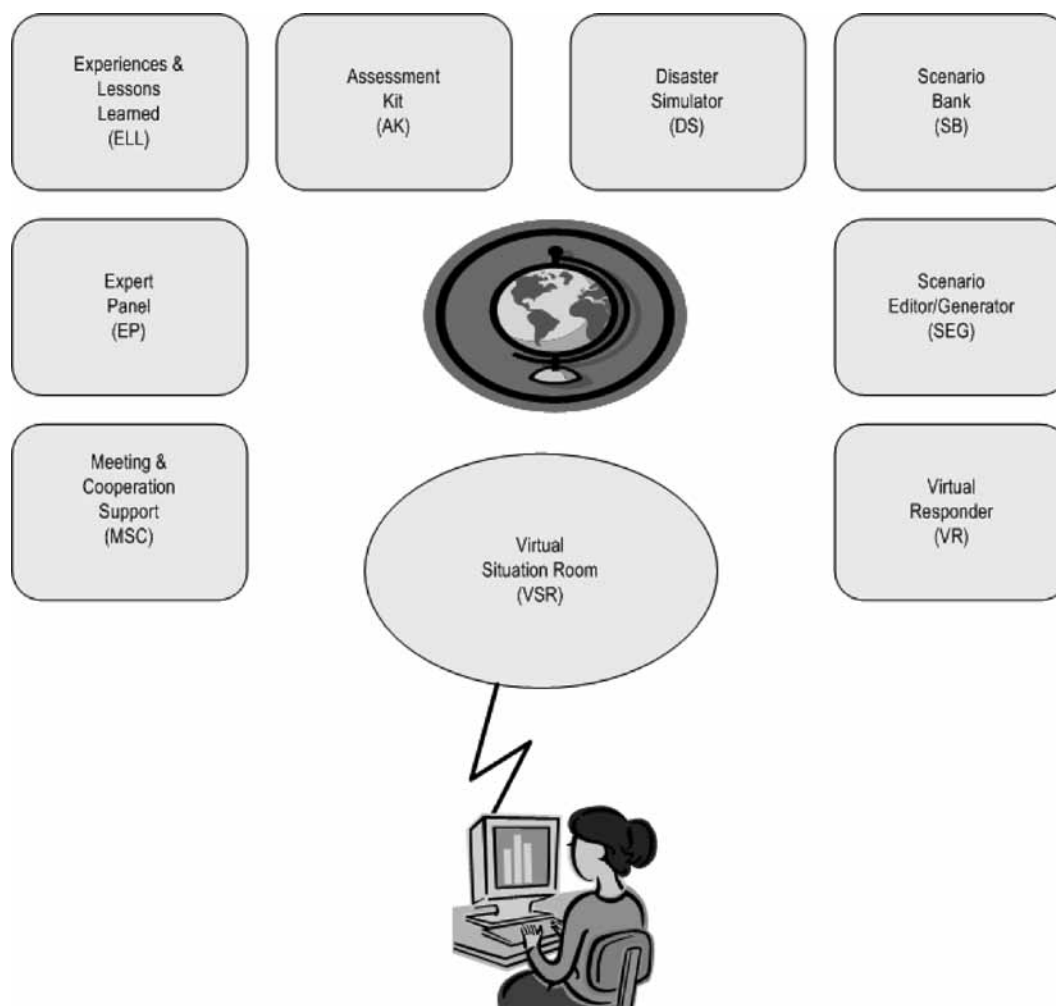 Experiences &
Lessons
Learned
(ELL)
Assessment
Kit
(AK)
Disaster
Simulator
(DS)
Scenario
Bank
(SB)
Expert
Panel
(EP)
Scenario
Editor/Generator
(SEG)
Meeting &
Cooperation
Support
(MSC)
Virtual
Situation Room
(VSR)
Virtual
Responder
(VR)